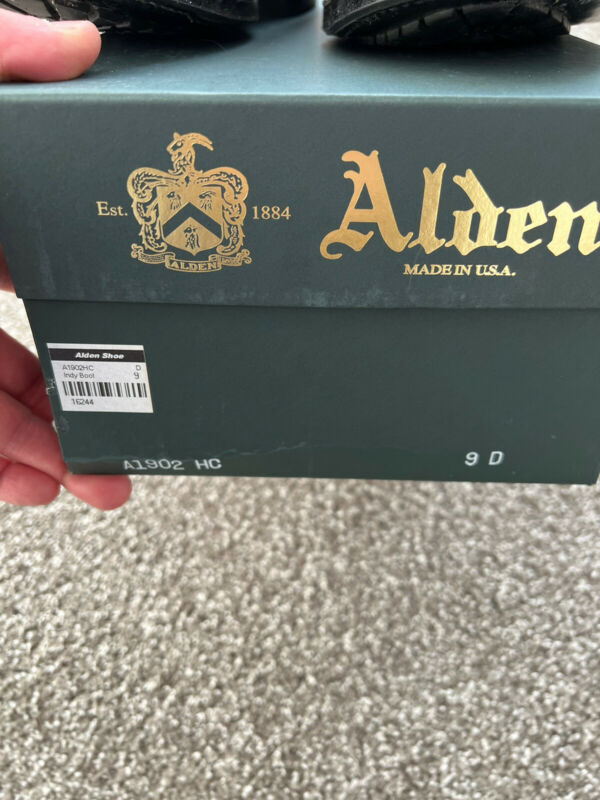 Est.
1884
ALDEN
Alden
MADE IN U.S.A.
Alden Shoe
A1902HC D
Indy Boot 9
16244
A1902 HC
9 D